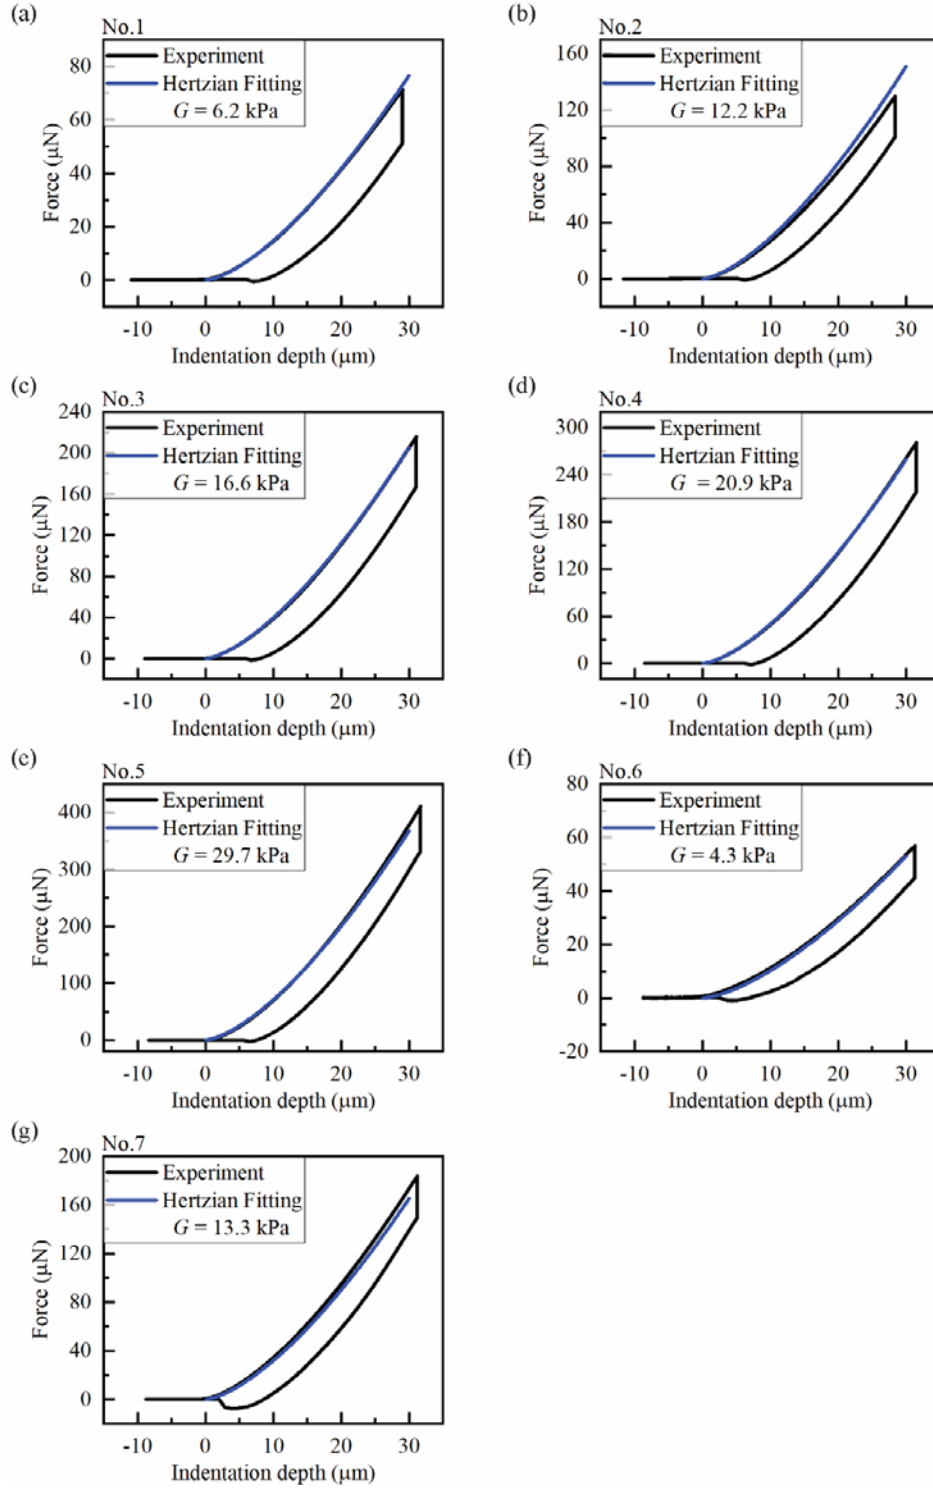 (a)
No.1
Experiment
Hertzian Fitting
G = 6.2 kPa
Force (μN)
80
60
40
20
0
-10 0 10 20 30
Indentation depth (μm)
(b)
No.2
Experiment
Hertzian Fitting
G = 12.2 kPa
Force (μN)
160
120
80
40
0
-10 0 10 20 30
Indentation depth (μm)
(c)
No.3
Experiment
Hertzian Fitting
G = 16.6 kPa
Force (μN)
240
200
160
120
80
40
0
-10 0 10 20 30
Indentation depth (μm)
(d)
No.4
Experiment
Hertzian Fitting
G = 20.9 kPa
Force (μN)
300
240
180
120
60
0
-10 0 10 20 30
Indentation depth (μm)
(e)
No.5
Experiment
Hertzian Fitting
G = 29.7 kPa
Force (μN)
400
300
200
100
0
-10 0 10 20 30
Indentation depth (μm)
(f)
No.6
Experiment
Hertzian Fitting
G = 4.3 kPa
Force (μN)
80
60
40
20
0
-20
-10 0 10 20 30
Indentation depth (μm)
(g)
No.7
Experiment
Hertzian Fitting
G = 13.3 kPa
Force (μN)
200
160
120
80
40
0
-10 0 10 20 30
Indentation depth (μm)